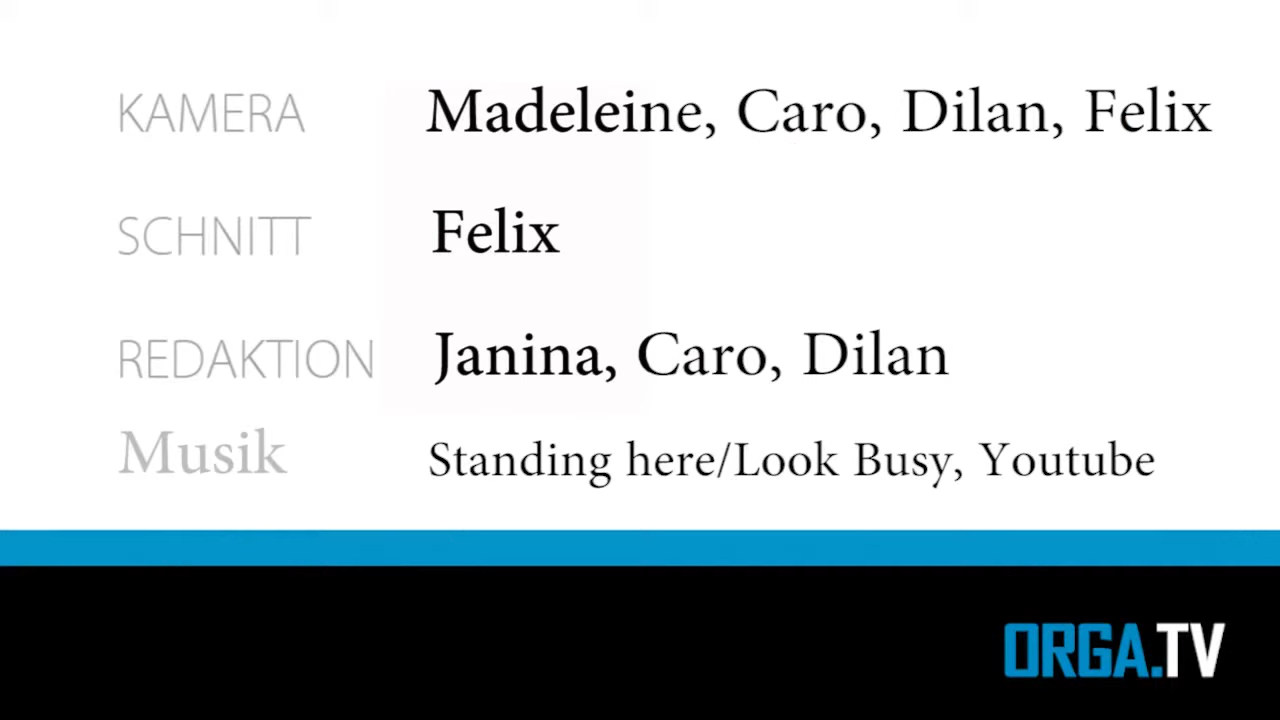 KAMERA Madeleine, Caro, Dilan, Felix
SCHNITT Felix
REDAKTION Janina, Caro, Dilan
Musik Standing here/Look Busy, Youtube
ORGA.TV